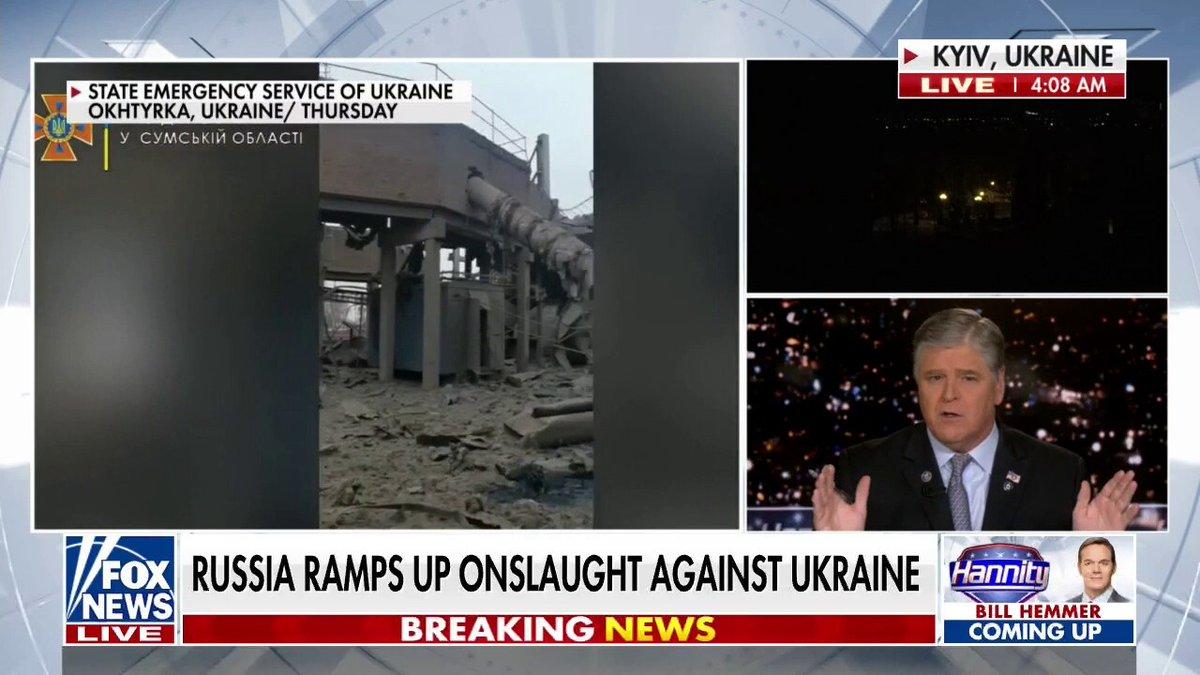 STATE EMERGENCY SERVICE OF UKRAINE
OKHTYRKA, UKRAINE/ THURSDAY
У СУМСЬКІЙ ОБЛАСТІ
KYIV, UKRAINE
LIVE | 4:08 AM
FOX
NEWS
LIVE
RUSSIA RAMPS UP ONSLAUGHT AGAINST UKRAINE
BREAKING NEWS
Hannity
BILL HEMMER
COMING UP